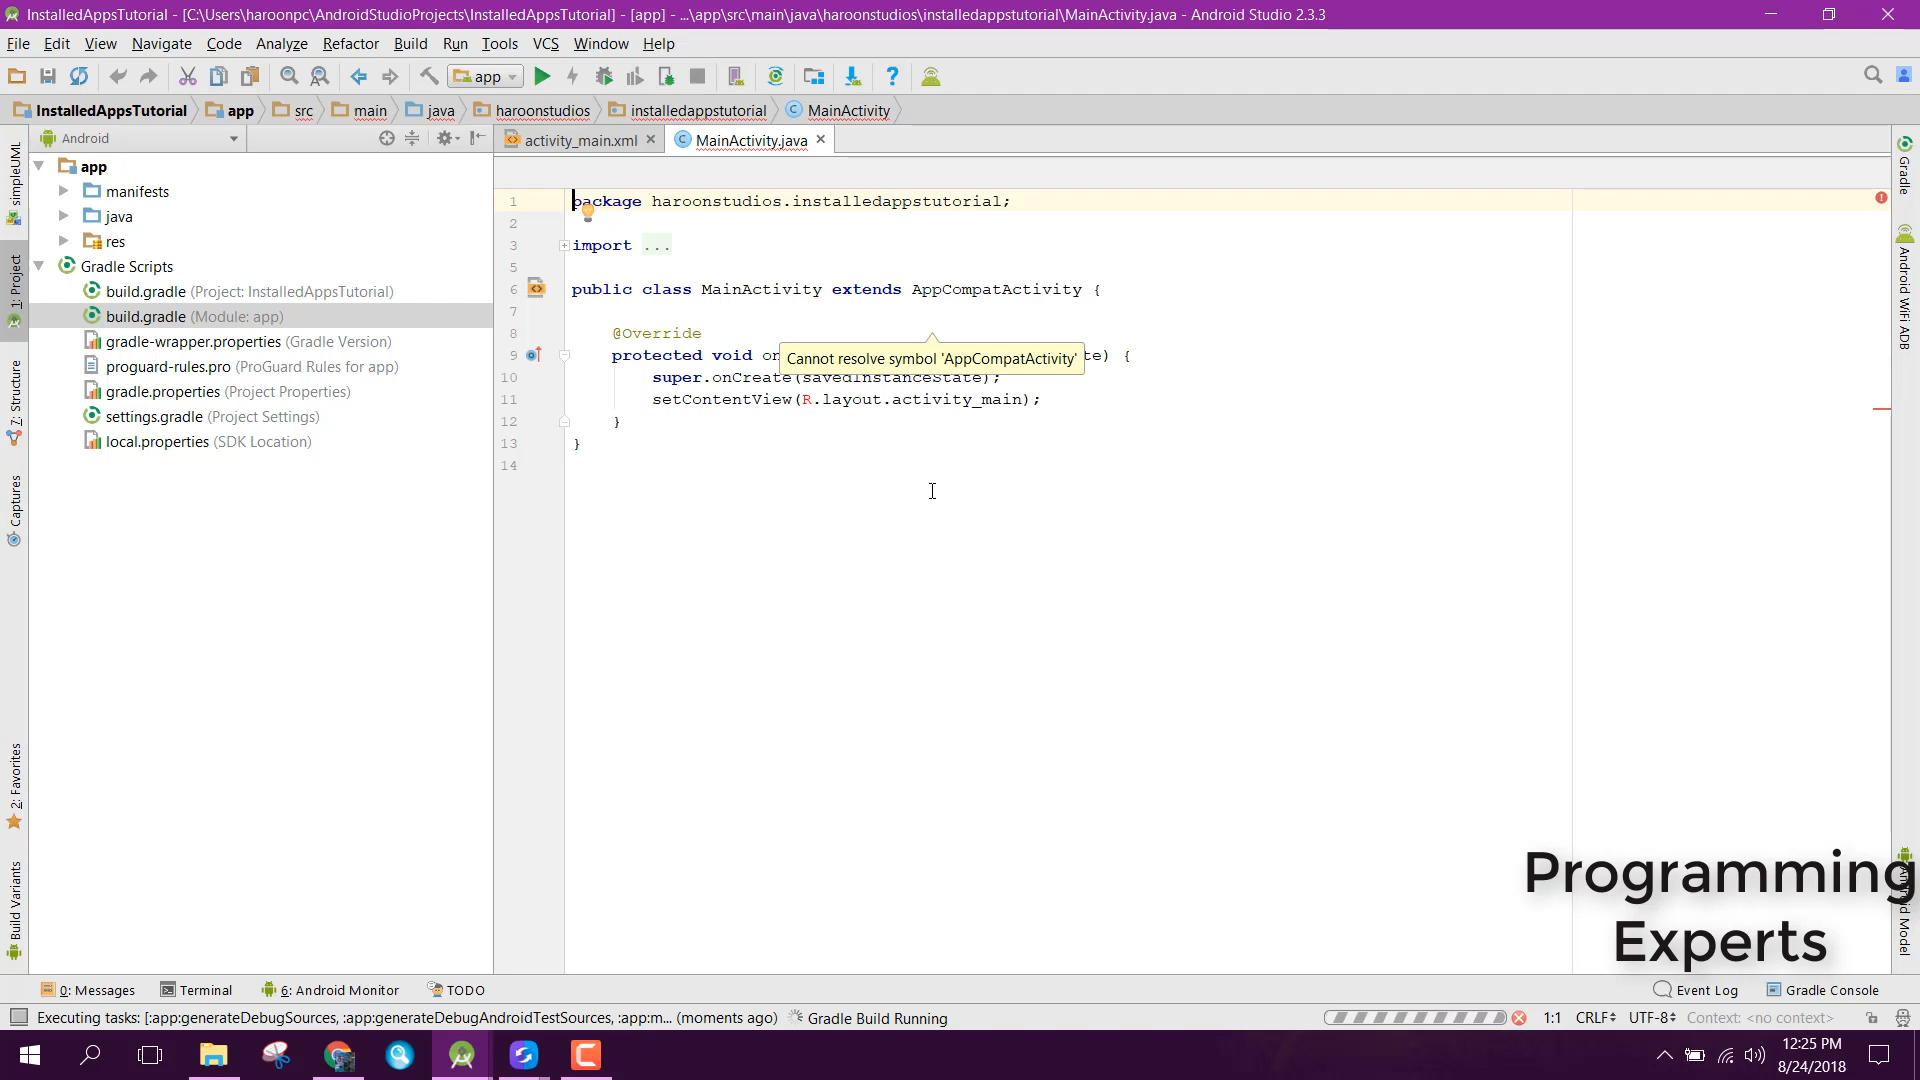 InstalledAppsTutorial - [C:\Users\haroonpc\AndroidStudioProjects\InstalledAppsTutorial] - [app] - ...\app\src\main\java\haroonstudios\installedappstutorial\MainActivity.java - Android Studio 2.3.3
File Edit View Navigate Code Analyze Refactor Build Run Tools VCS Window Help
app
InstalledAppsTutorial app src main java haroonstudios installedappstutorial MainActivity
Android
activity_main.xml MainActivity.java
app
manifests
java
res
Gradle Scripts
build.gradle (Project: InstalledAppsTutorial)
build.gradle (Module: app)
gradle-wrapper.properties (Gradle Version)
proguard-rules.pro (ProGuard Rules for app)
gradle.properties (Project Properties)
settings.gradle (Project Settings)
local.properties (SDK Location)
simpleUML
1: Project
7: Structure
Captures
2: Favorites
Build Variants
1 package haroonstudios.installedappstutorial;
2
3 import ...
5
6 public class MainActivity extends AppCompatActivity {
7
8 @Override
9 protected void on te) {
Cannot resolve symbol 'AppCompatActivity'
10 super.onCreate(savedInstanceState);
11 setContentView(R.layout.activity_main);
12 }
13 }
14
Gradle
Android WiFi ADB
Android Model
Programming
Experts
0: Messages Terminal 6: Android Monitor TODO Event Log Gradle Console
Executing tasks: [:app:generateDebugSources, :app:generateDebugAndroidTestSources, :app:m... (moments ago) Gradle Build Running 1:1 CRLF UTF-8 Context: <no context>
12:25 PM
8/24/2018